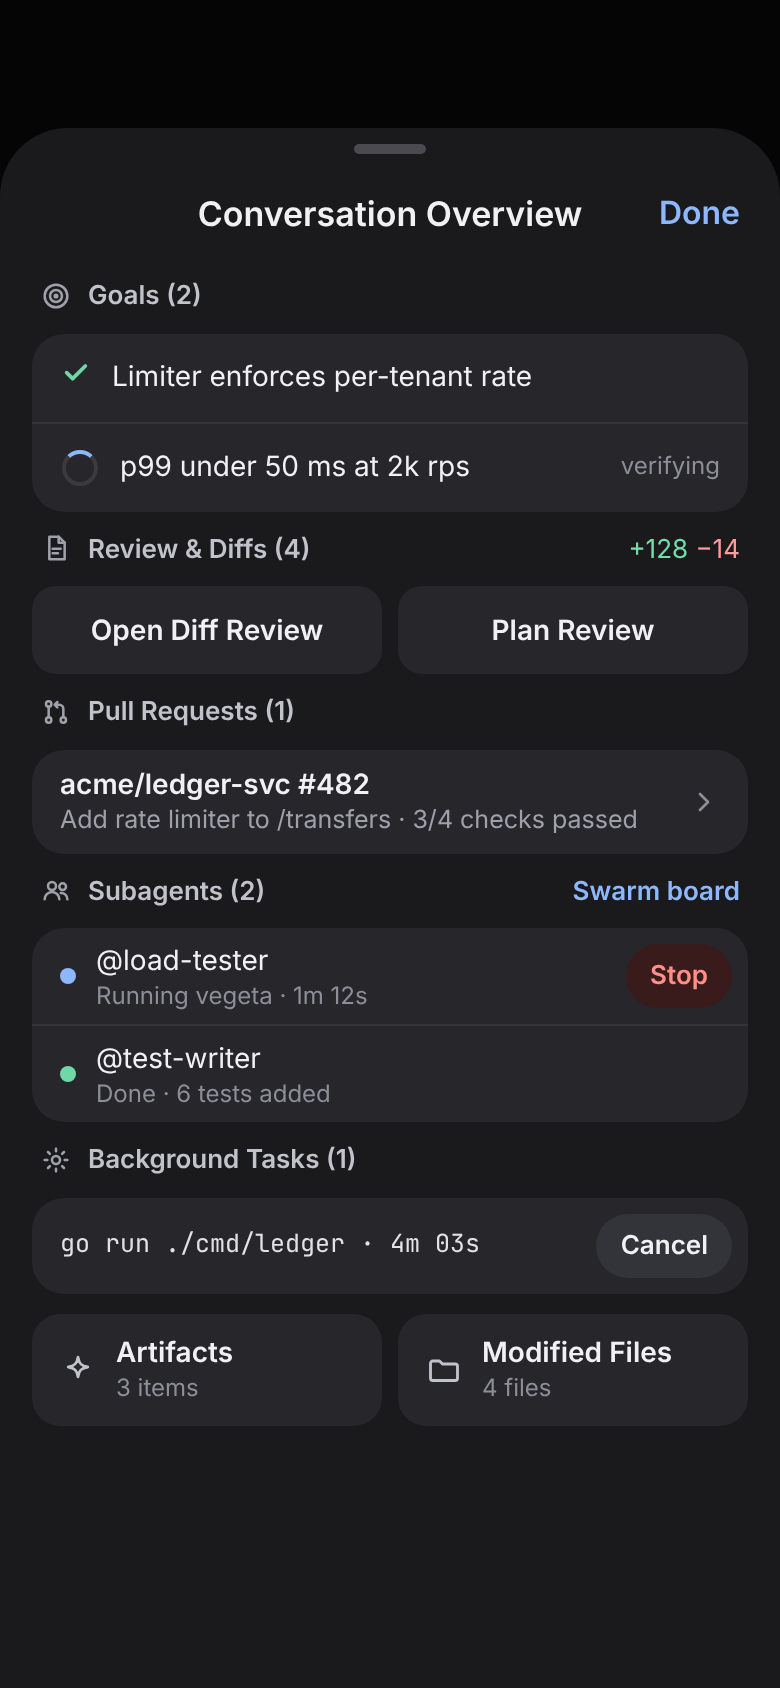 Conversation Overview
Done
Goals (2)
Limiter enforces per-tenant rate
p99 under 50 ms at 2k rps
verifying
Review & Diffs (4)
+128 −14
Open Diff Review
Plan Review
Pull Requests (1)
acme/ledger-svc #482
Add rate limiter to /transfers · 3/4 checks passed
Subagents (2)
Swarm board
@load-tester
Running vegeta · 1m 12s
Stop
@test-writer
Done · 6 tests added
Background Tasks (1)
go run ./cmd/ledger · 4m 03s
Cancel
Artifacts
3 items
Modified Files
4 files